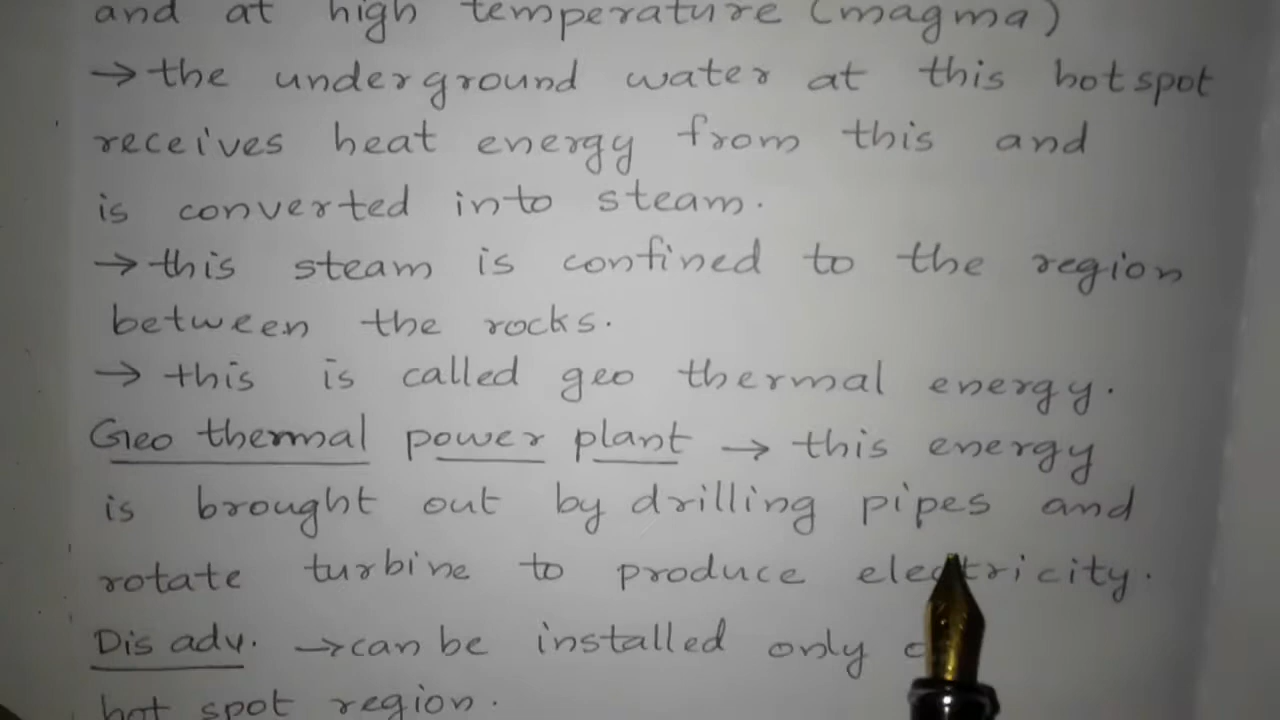 and at high temperature (magma)
→ the underground water at this hotspot
receives heat energy from this and
is converted into steam.
→ this steam is confined to the region
between the rocks.
→ this is called geo thermal energy.
Geo thermal power plant → this energy
is brought out by drilling pipes and
rotate turbine to produce electricity.
Dis adv. → can be installed only
hot spot region.